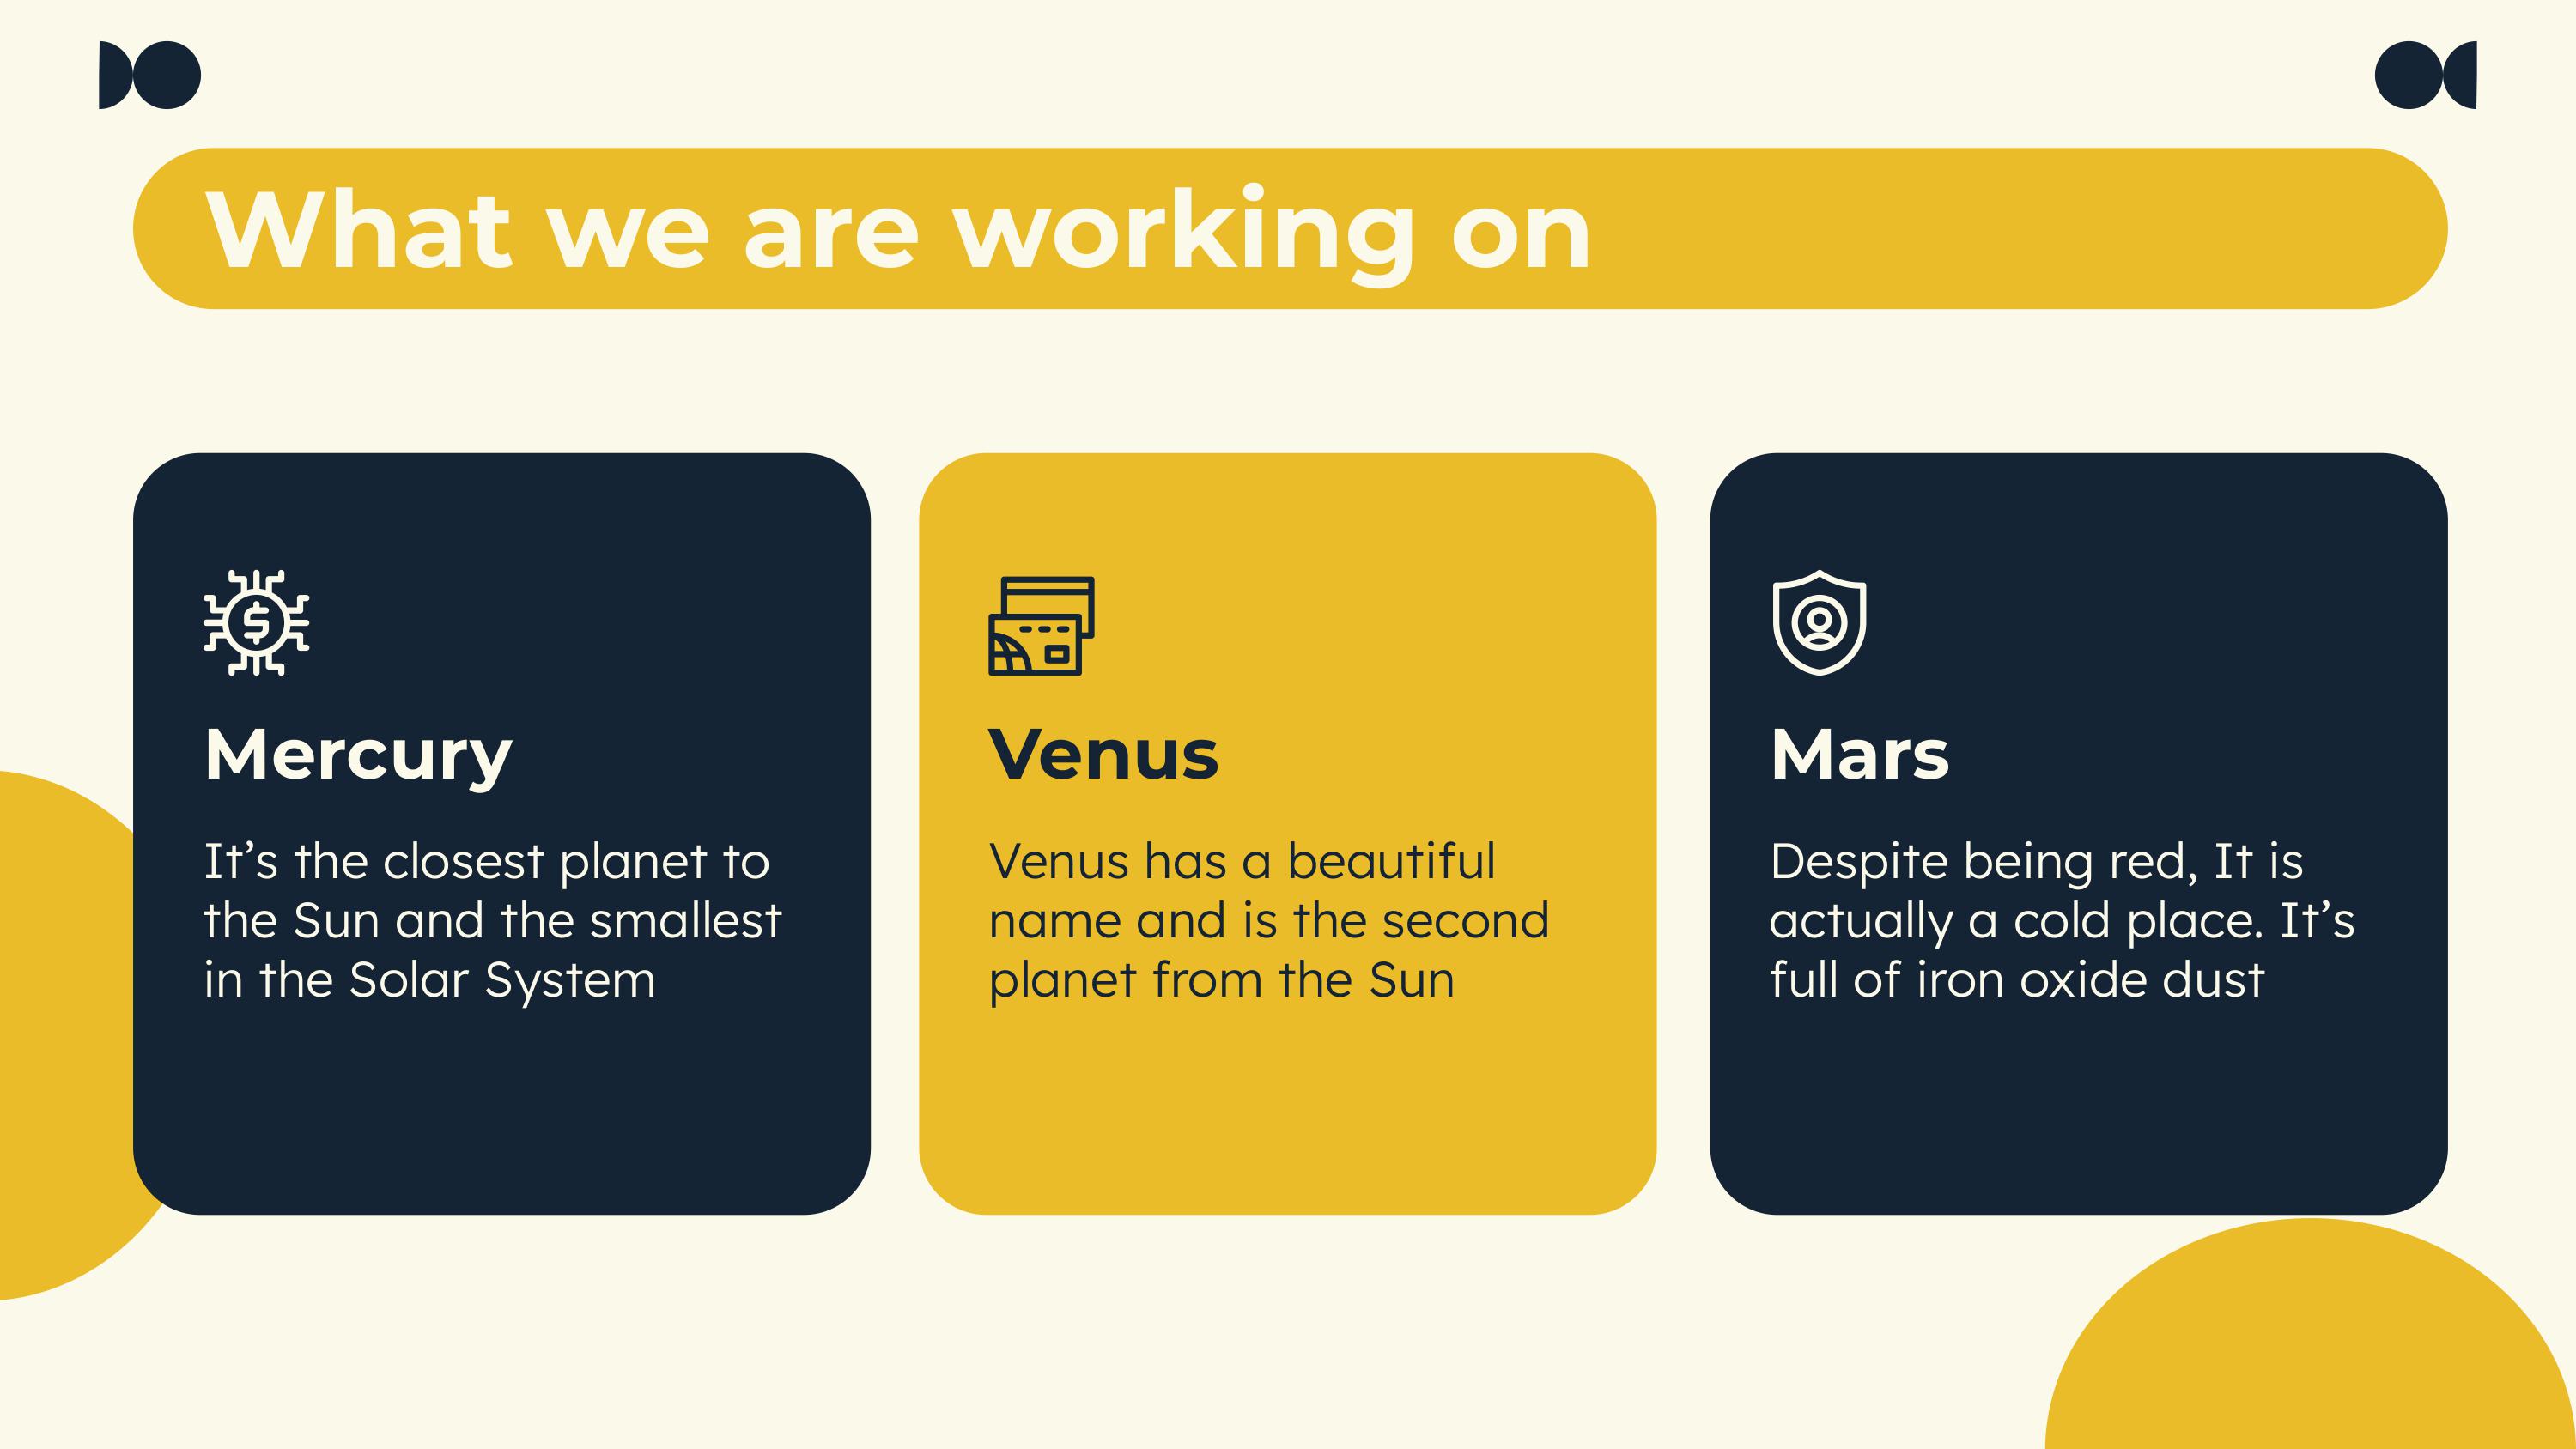 What we are working on
Mercury
It’s the closest planet to
the Sun and the smallest
in the Solar System
Venus
Venus has a beautiful
name and is the second
planet from the Sun
Mars
Despite being red, It is
actually a cold place. It’s
full of iron oxide dust